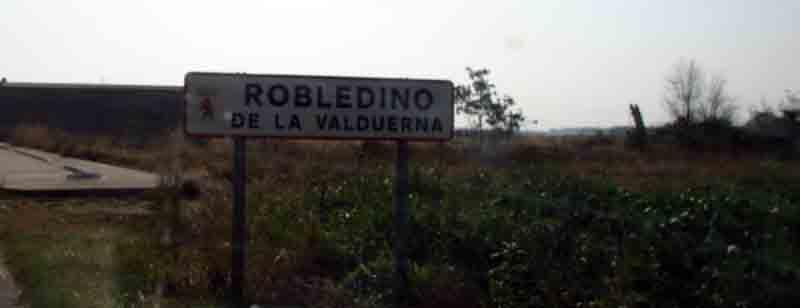 ROBLEDINO
DE LA VALDUERNA